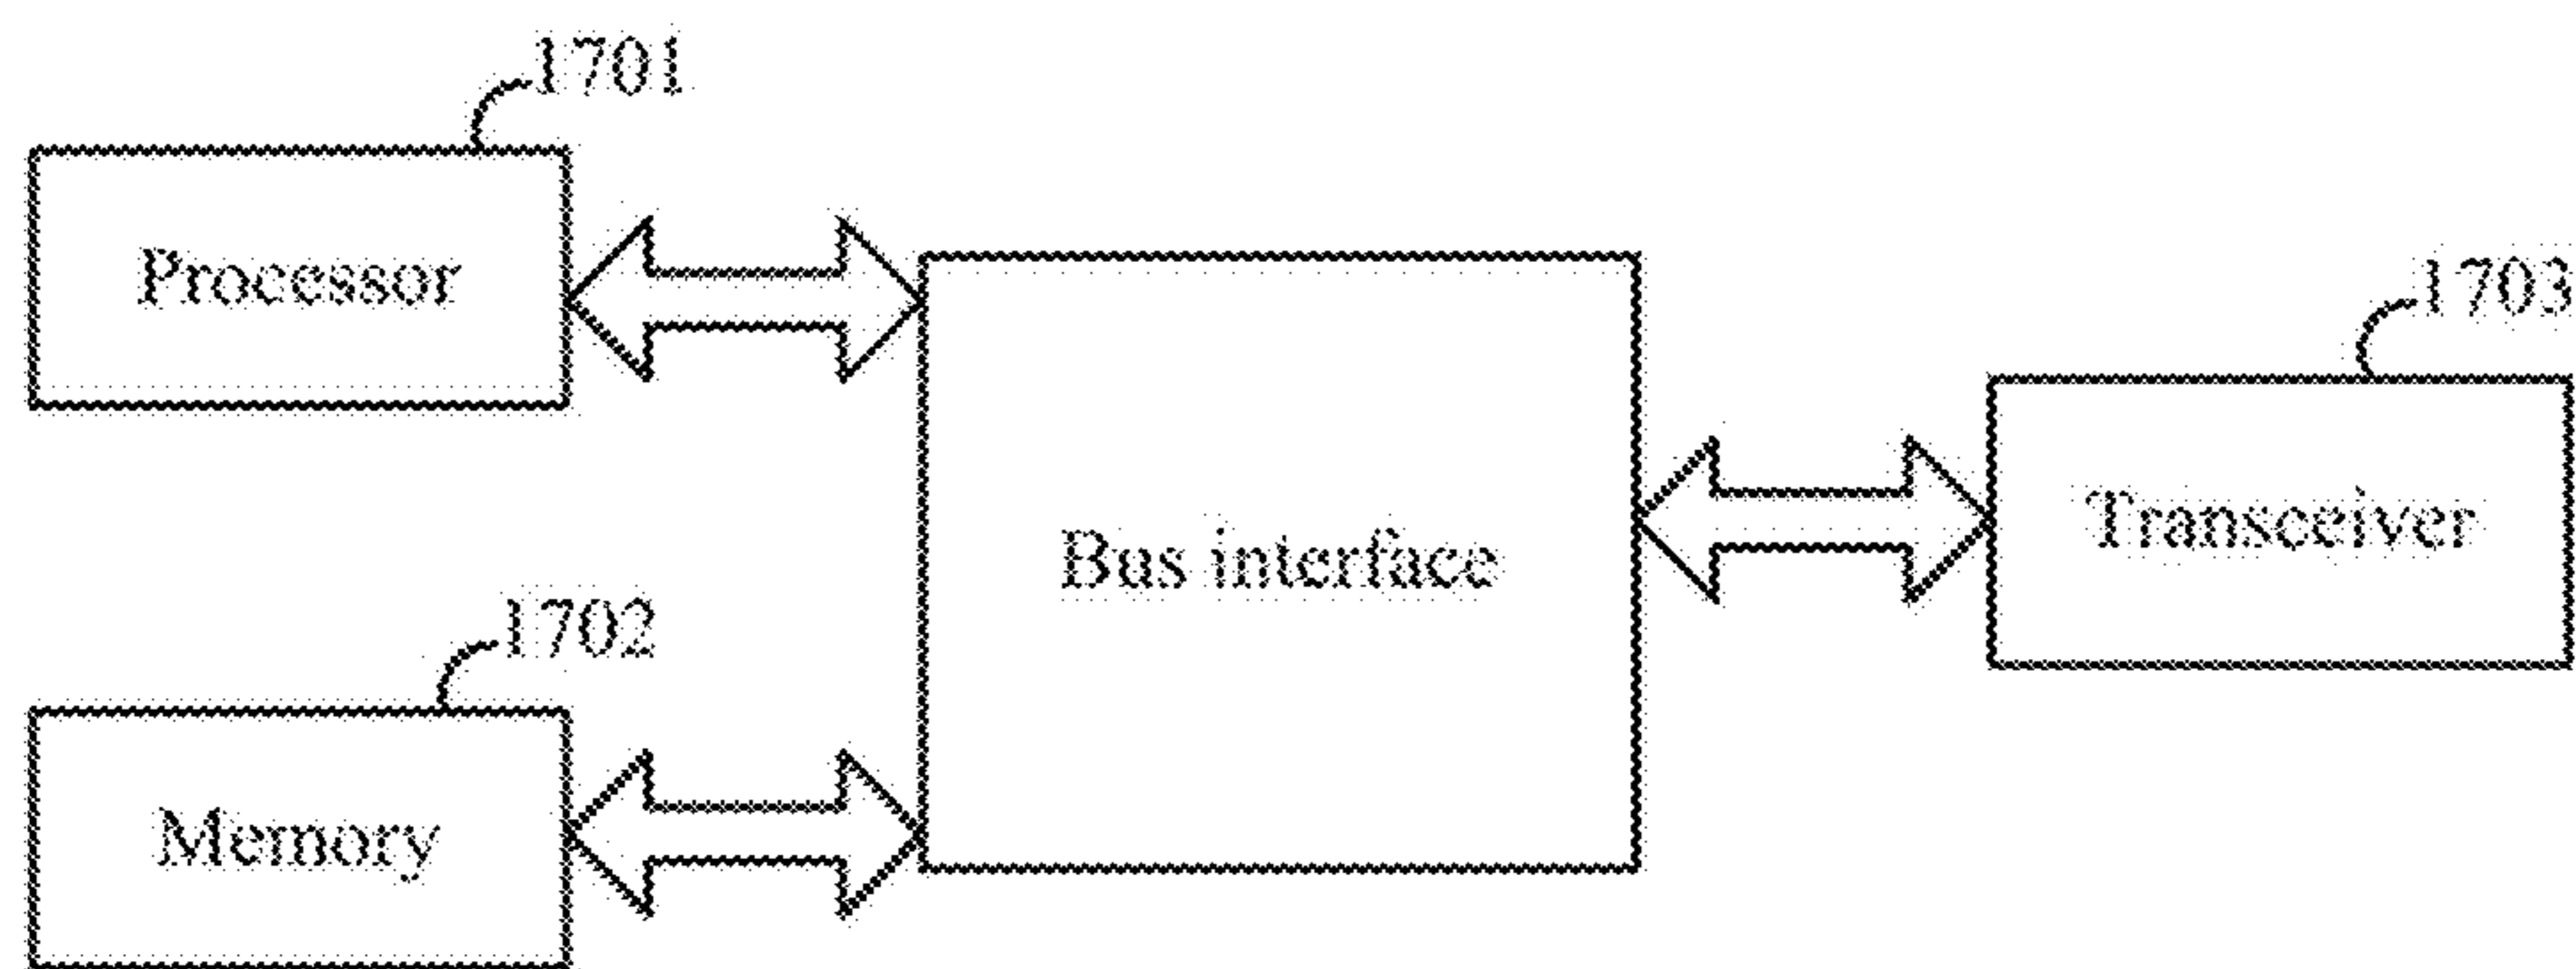 1701
Processor
1703
Transceiver
Bus interface
1702
Memory